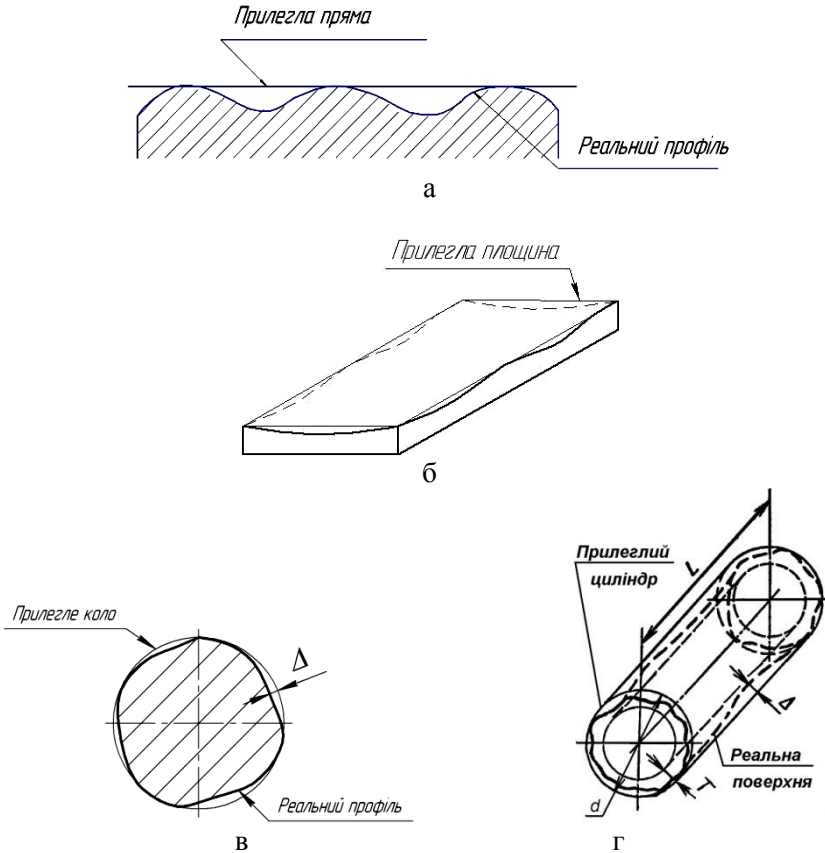 Прилегла пряма
Реальний профіль
а
Прилегла площина
б
Прилегле коло
Δ
Реальний профіль
в
Прилеглий
циліндр
L
Δ
Реальна
поверхня
T
d
г